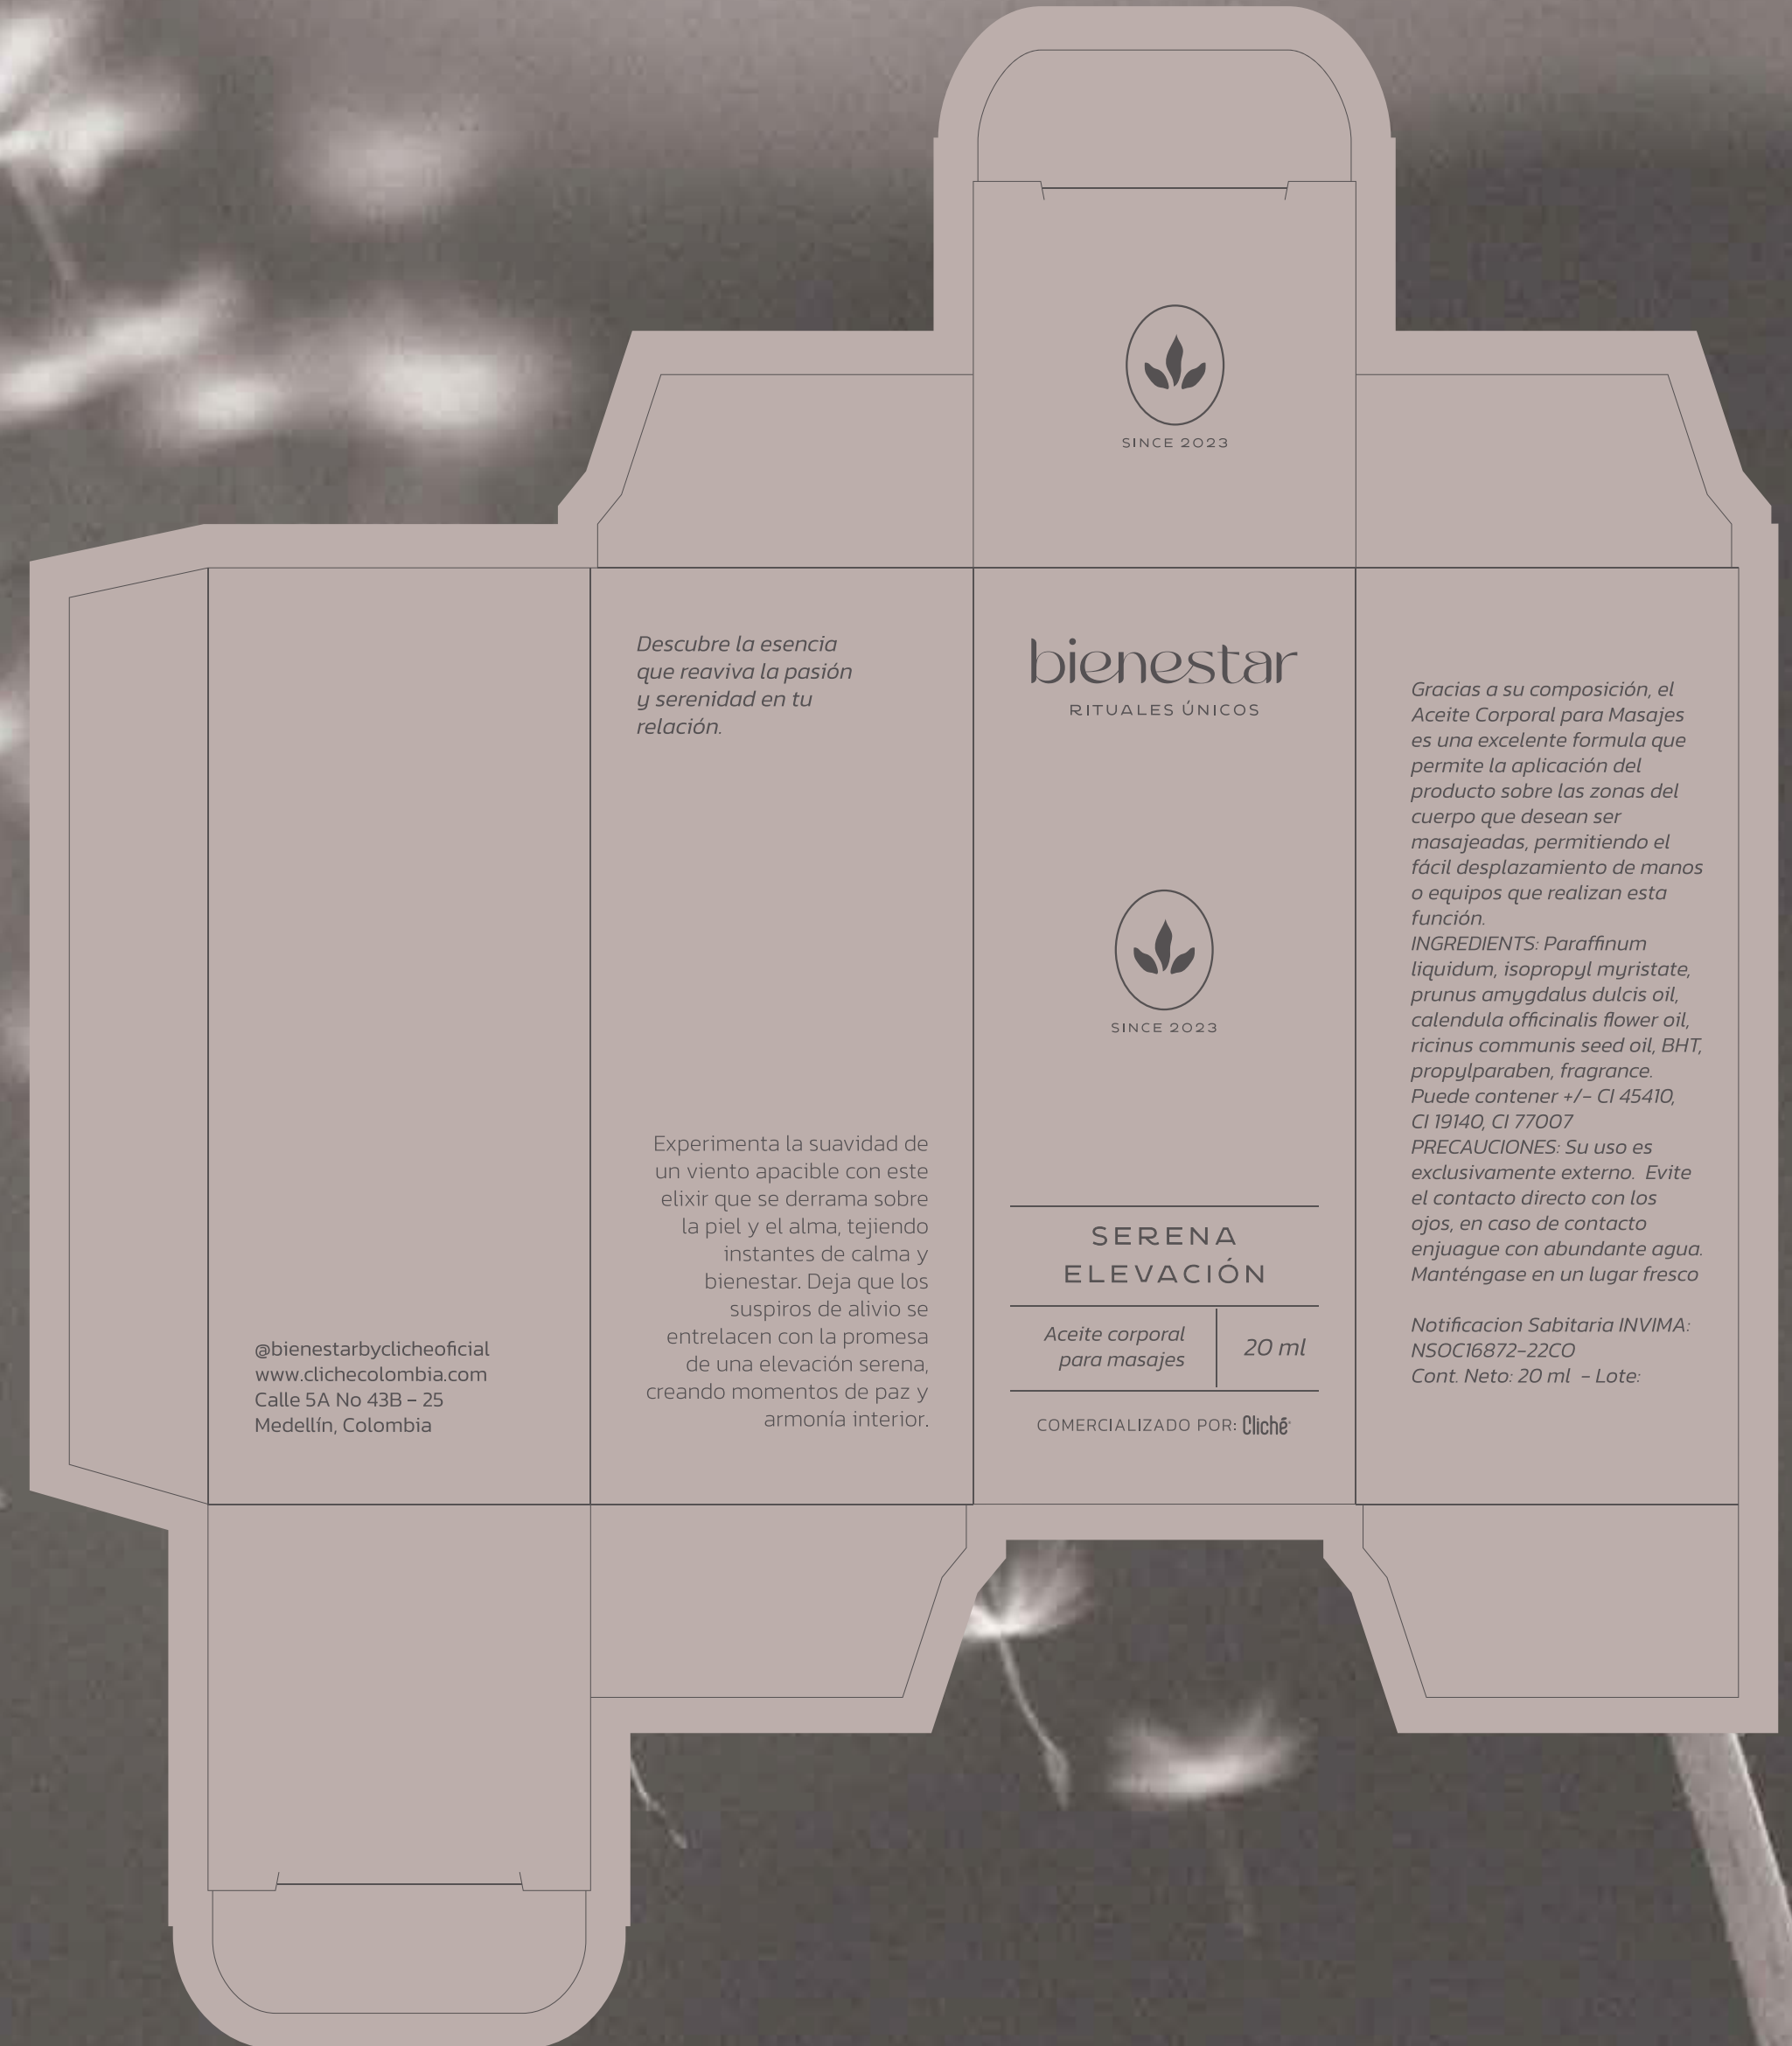 SINCE 2023
Descubre la esencia
que reaviva la pasión
y serenidad en tu
relación.
Experimenta la suavidad de
un viento apacible con este
elixir que se derrama sobre
la piel y el alma, tejiendo
instantes de calma y
bienestar. Deja que los
suspiros de alivio se
entrelacen con la promesa
de una elevación serena,
creando momentos de paz y
armonía interior.
@bienestarbyclicheoficial
www.clichecolombia.com
Calle 5A No 43B - 25
Medellín, Colombia
bienestar
RITUALES ÚNICOS
SINCE 2023
SERENA
ELEVACIÓN
Aceite corporal
para masajes
20 ml
COMERCIALIZADO POR: Cliché
Gracias a su composición, el
Aceite Corporal para Masajes
es una excelente formula que
permite la aplicación del
producto sobre las zonas del
cuerpo que desean ser
masajeadas, permitiendo el
fácil desplazamiento de manos
o equipos que realizan esta
función.
INGREDIENTS: Paraffinum
liquidum, isopropyl myristate,
prunus amygdalus dulcis oil,
calendula officinalis flower oil,
ricinus communis seed oil, BHT,
propylparaben, fragrance.
Puede contener +/- CI 45410,
CI 19140, CI 77007
PRECAUCIONES: Su uso es
exclusivamente externo. Evite
el contacto directo con los
ojos, en caso de contacto
enjuague con abundante agua.
Manténgase en un lugar fresco
Notificacion Sabitaria INVIMA:
NSOC16872-22CO
Cont. Neto: 20 ml - Lote: